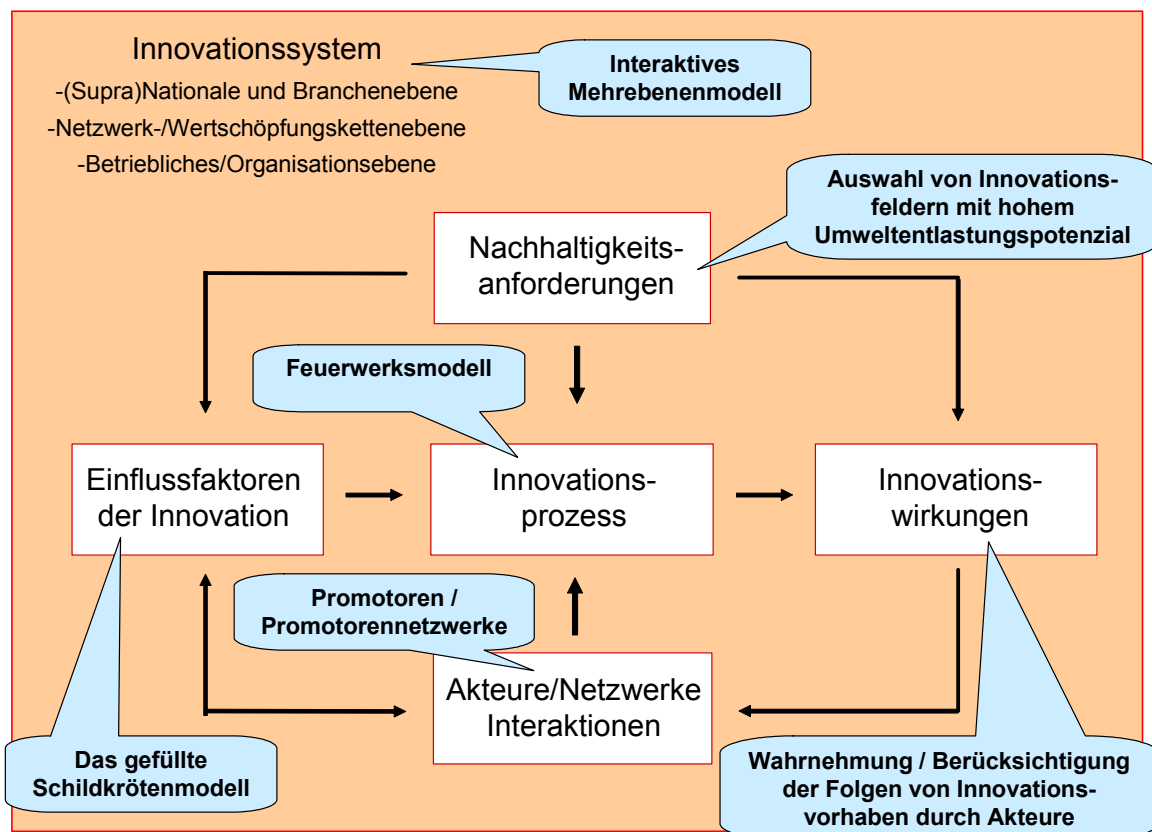 Innovationssystem
-(Supra)Nationale und Branchenebene
-Netzwerk-/Wertschöpfungskettenebene
-Betriebliches/Organisationsebene
Interaktives
Mehrebenenmodell
Auswahl von Innovations-
feldern mit hohem
Umweltentlastungspotenzial
Nachhaltigkeits-
anforderungen
Feuerwerksmodell
Einflussfaktoren
der Innovation
Innovations-
prozess
Innovations-
wirkungen
Promotoren /
Promotorennetzwerke
Akteure/Netzwerke
Interaktionen
Das gefüllte
Schildkrötenmodell
Wahrnehmung / Berücksichtigung
der Folgen von Innovations-
vorhaben durch Akteure